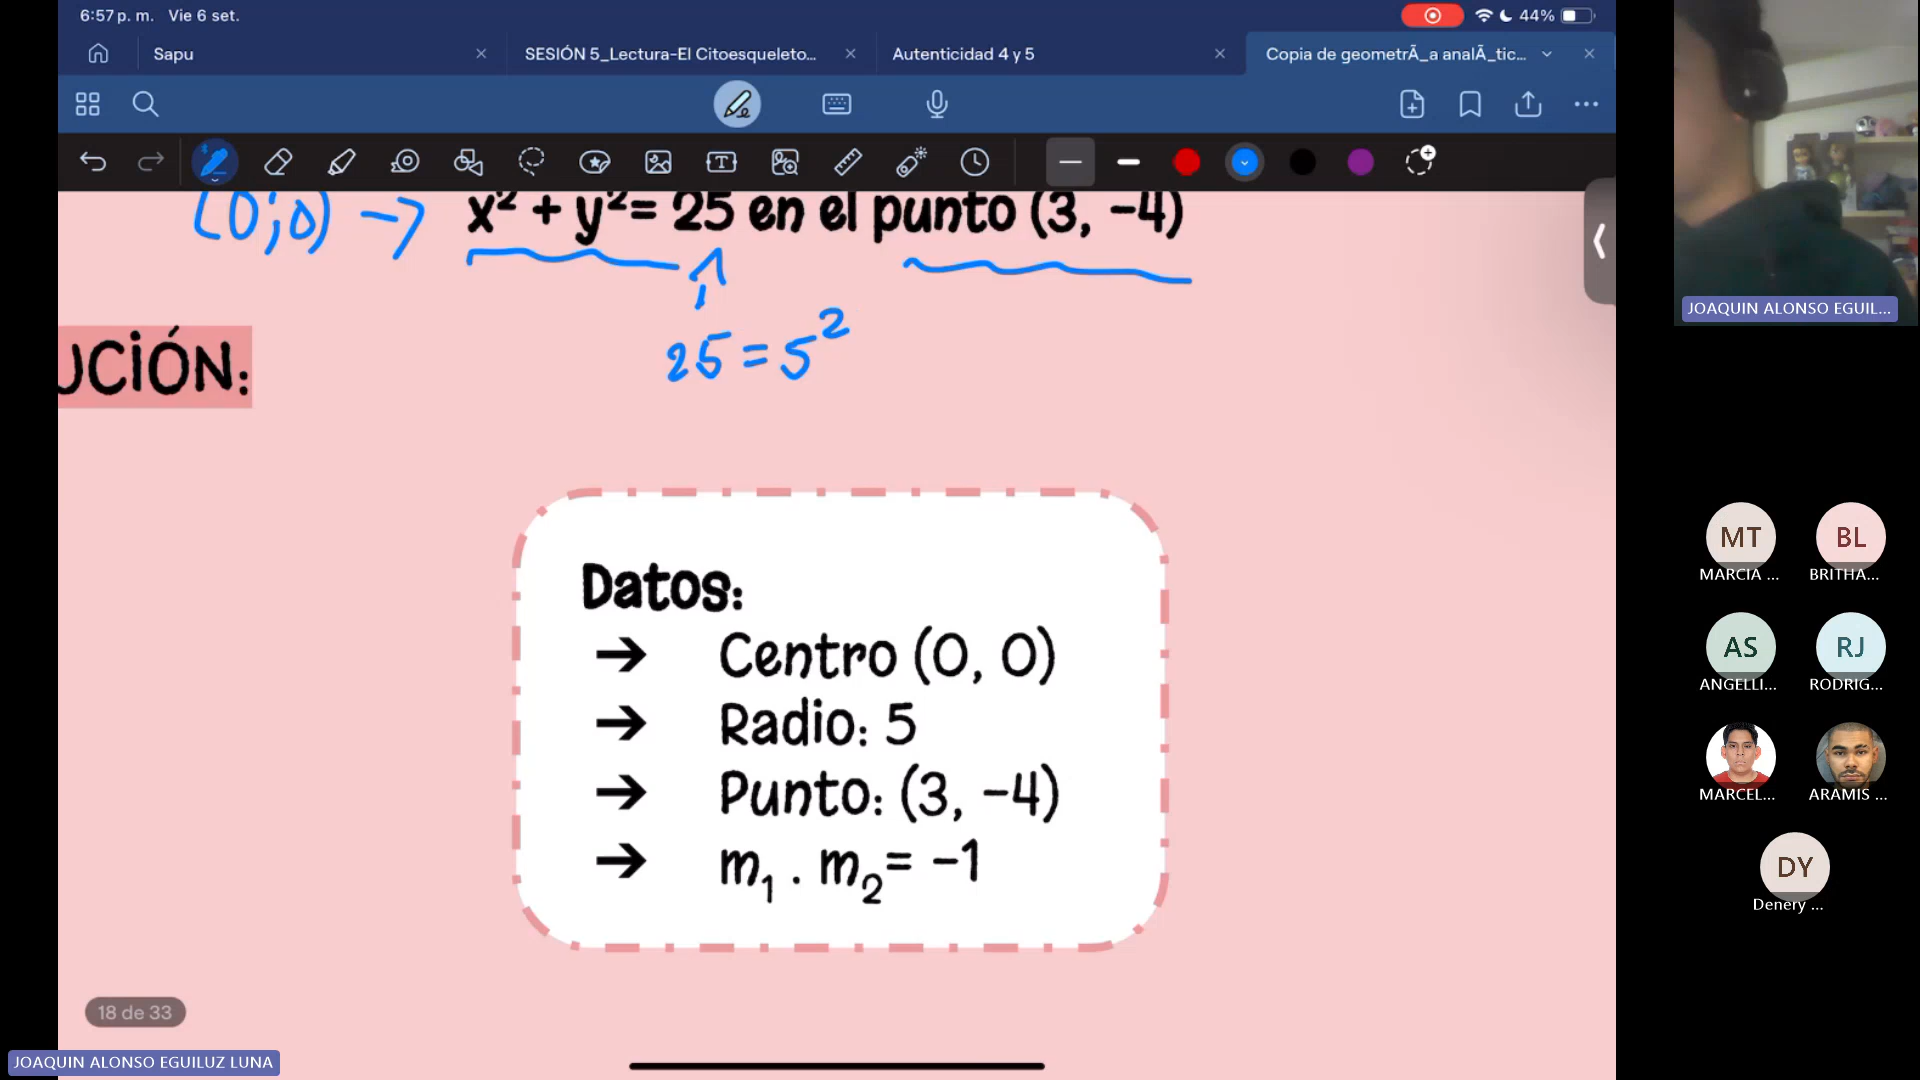 6:57 p. m. Vie 6 set.
44%
Sapu
SESIÓN 5_Lectura-El Citoesqueleto...
Autenticidad 4 y 5
Copia de geometrÃ_a analÃ_tic...
(0;0) → x² + y²= 25 en el punto (3, −4)
25 = 5²
UCIÓN:
Datos:
➔ Centro (0, 0)
➔ Radio: 5
➔ Punto: (3, −4)
➔ m₁ . m₂= −1
18 de 33
JOAQUIN ALONSO EGUILUZ LUNA
JOAQUIN ALONSO EGUIL...
MT
MARCIA ...
BL
BRITHA...
AS
ANGELLI...
RJ
RODRIG...
MARCEL...
ARAMIS ...
DY
Denery ...